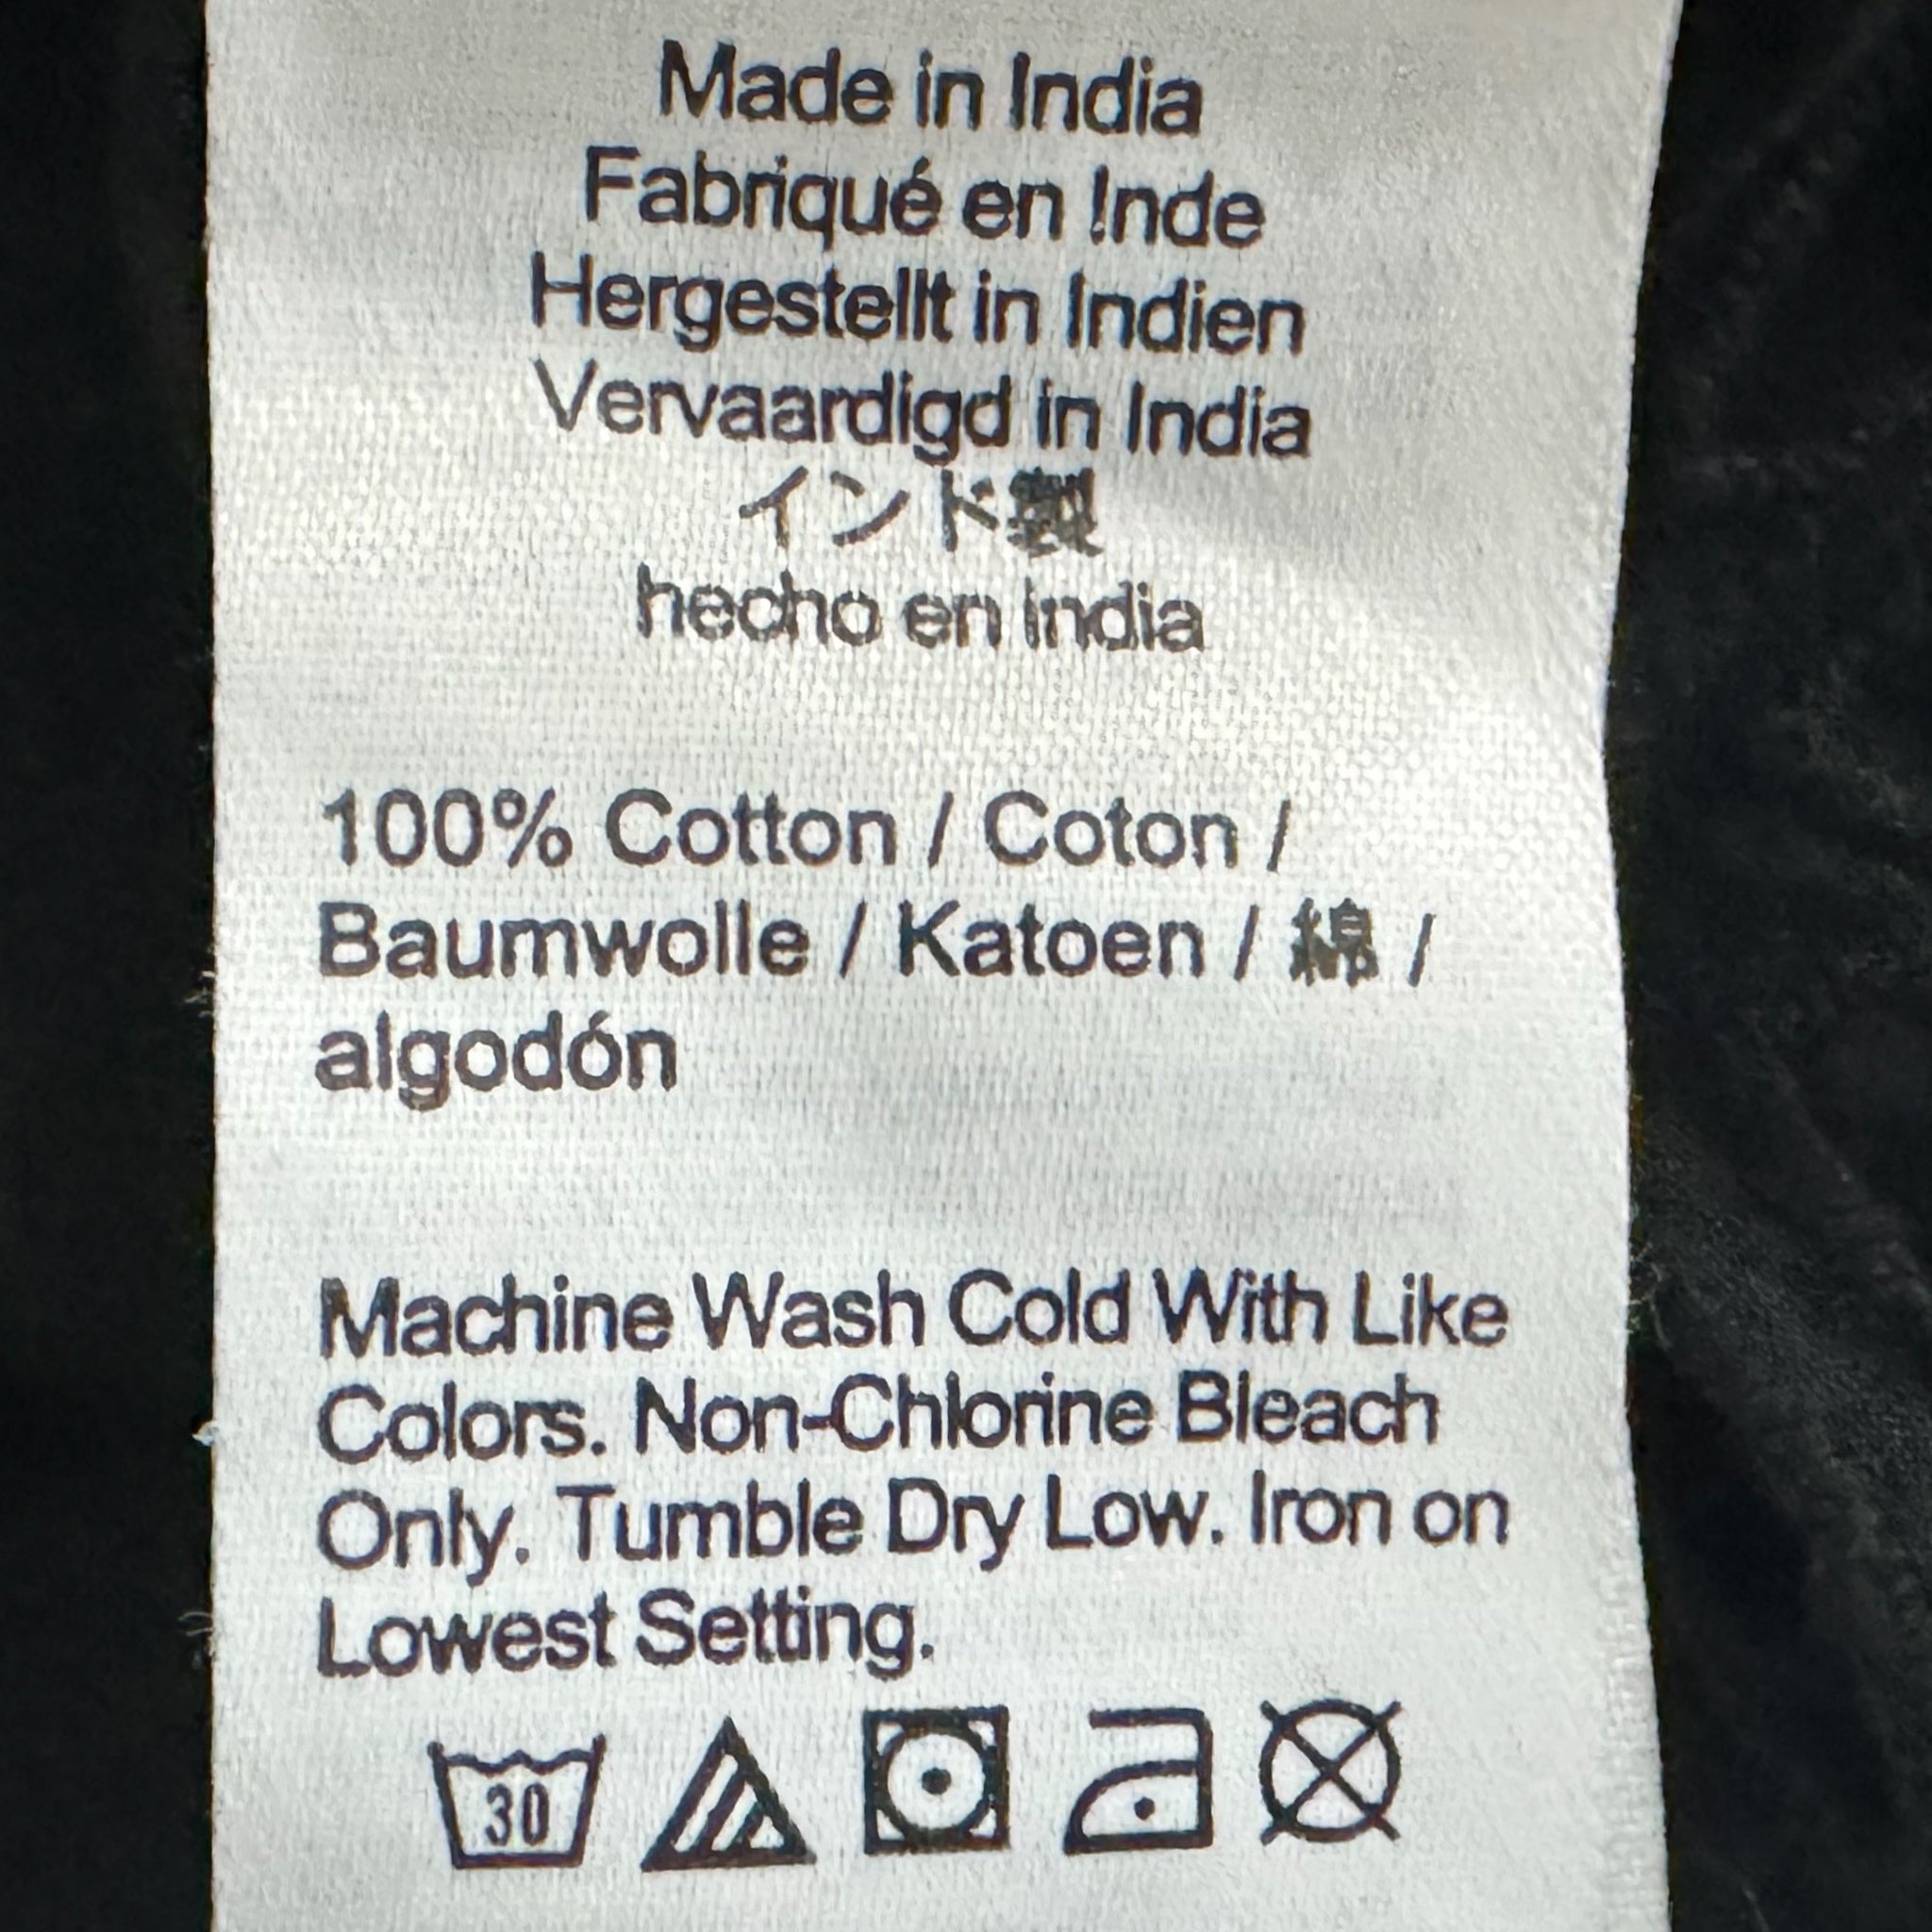 Made in India
Fabriqué en Inde
Hergestellt in Indien
Vervaardigd in India
インド製
hecho en india
100% Cotton / Coton /
Baumwolle / Katoen / 綿 /
algodón
Machine Wash Cold With Like
Colors. Non-Chlorine Bleach
Only. Tumble Dry Low. Iron on
Lowest Setting.
30